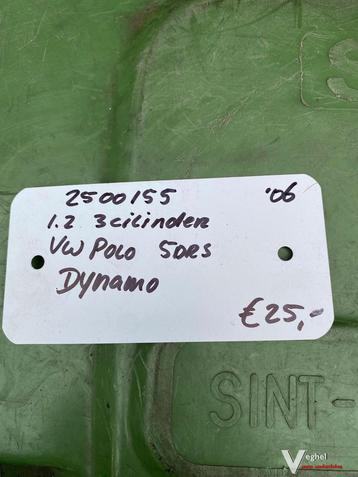 2500155 '06
1.2 3cilinder
VW POLO 5DRS
Dynamo
€25,-
SINT-
Veghel